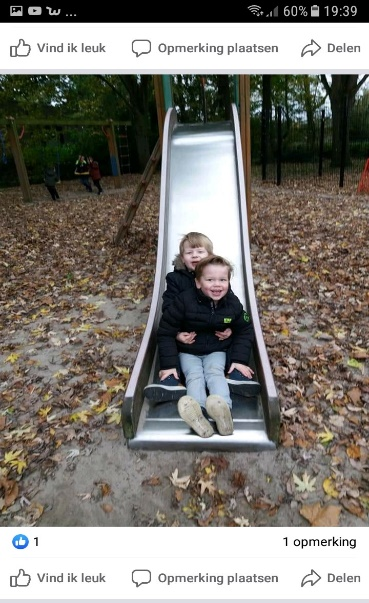 60% 19:39
Vind ik leuk Opmerking plaatsen Delen
1 1 opmerking
Vind ik leuk Opmerking plaatsen Delen